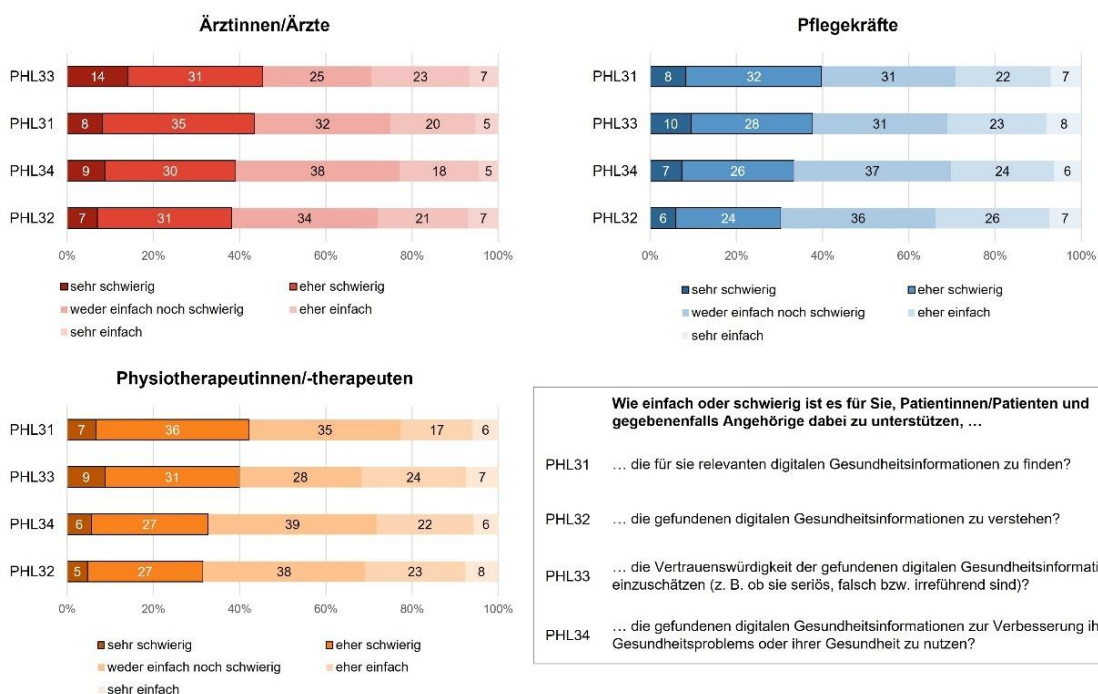 Ärztinnen/Ärzte
PHL33 14 31 25 23 7
PHL31 8 35 32 20 5
PHL34 9 30 38 18 5
PHL32 7 31 34 21 7
0% 20% 40% 60% 80% 100%
sehr schwierig eher schwierig
weder einfach noch schwierig eher einfach
sehr einfach
Pflegekräfte
PHL31 8 32 31 22 7
PHL33 10 28 31 23 8
PHL34 7 26 37 24 6
PHL32 6 24 36 26 7
0% 20% 40% 60% 80% 100%
sehr schwierig eher schwierig
weder einfach noch schwierig eher einfach
sehr einfach
Physiotherapeutinnen/-therapeuten
PHL31 7 36 35 17 6
PHL33 9 31 28 24 7
PHL34 6 27 39 22 6
PHL32 5 27 38 23 8
0% 20% 40% 60% 80% 100%
sehr schwierig eher schwierig
weder einfach noch schwierig eher einfach
sehr einfach
Wie einfach oder schwierig ist es für Sie, Patientinnen/Patienten und
gegebenenfalls Angehörige dabei zu unterstützen, …
PHL31 … die für sie relevanten digitalen Gesundheitsinformationen zu finden?
PHL32 … die gefundenen digitalen Gesundheitsinformationen zu verstehen?
PHL33 … die Vertrauenswürdigkeit der gefundenen digitalen
einzuschätzen (z. B. ob sie seriös, falsch bzw. irreführend sind)?
PHL34 … die gefundenen digitalen Gesundheitsinformationen zur Verbesserung
Gesundheitsproblems oder ihrer Gesundheit zu nutzen?